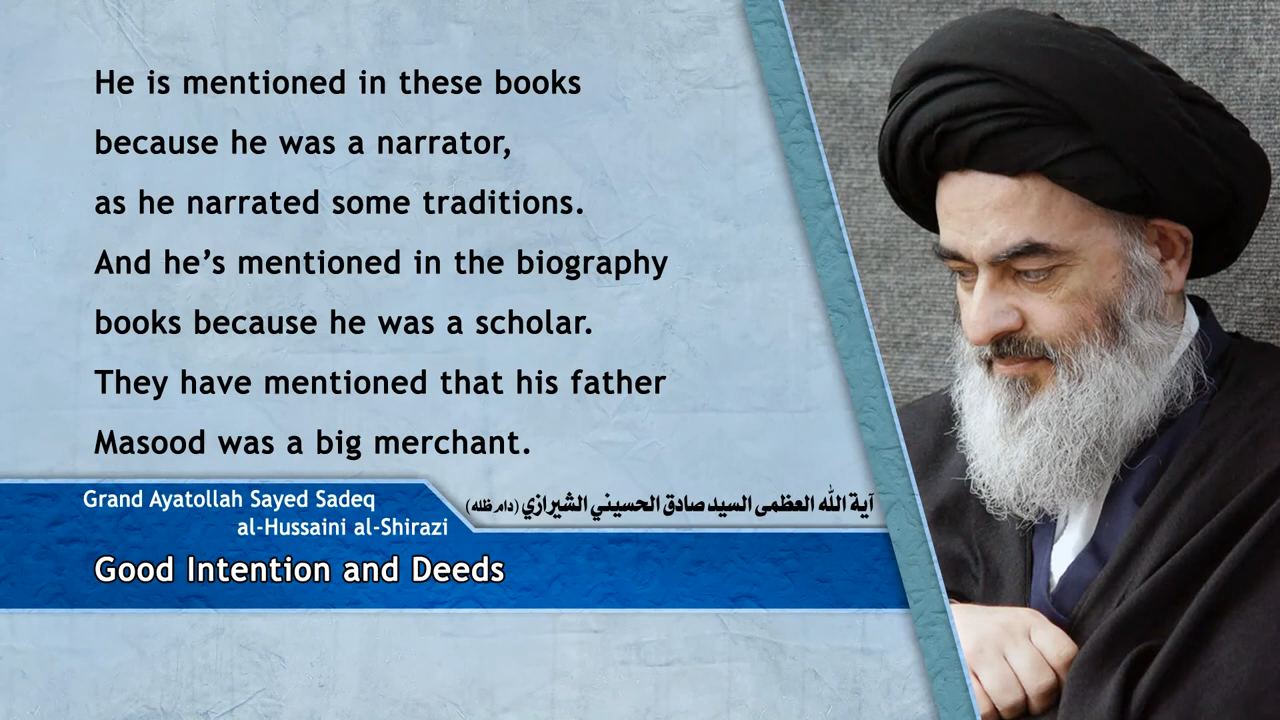 He is mentioned in these books
because he was a narrator,
as he narrated some traditions.
And he’s mentioned in the biography
books because he was a scholar.
They have mentioned that his father
Masood was a big merchant.
Grand Ayatollah Sayed Sadeq
al-Hussaini al-Shirazi
آية الله العظمى السيد صادق الحسيني الشيرازي (دام ظله)
Good Intention and Deeds